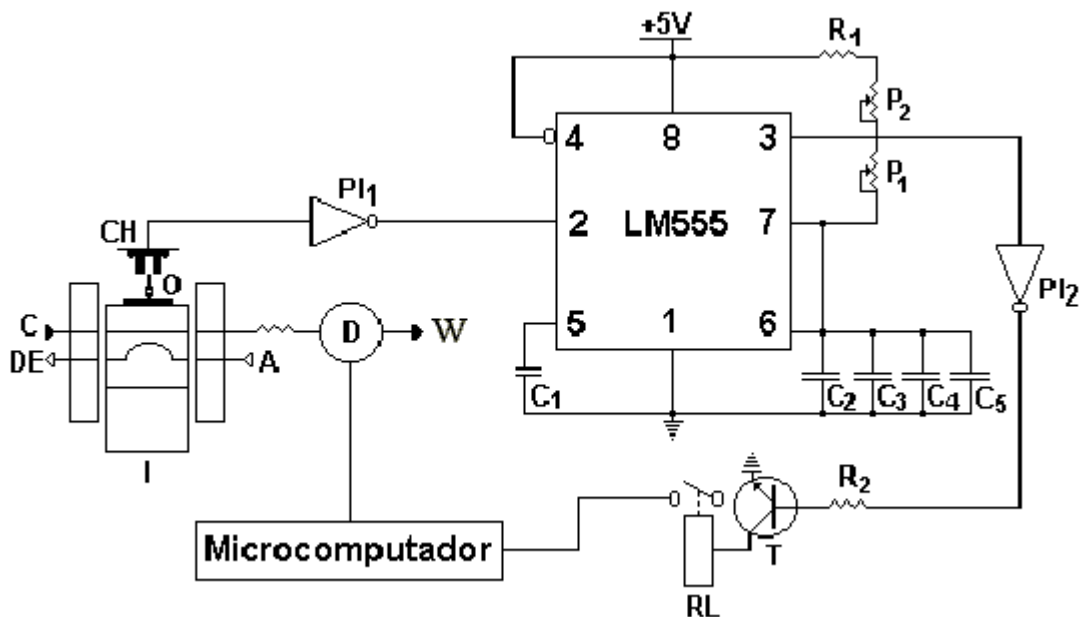 +5V
R1
P2
4
8
3
P1
PI1
CH
2
LM555
7
O
PI2
C
D
W
5
1
6
DE
A
C1
C2
C3
C4
C5
I
R2
Microcomputador
T
RL